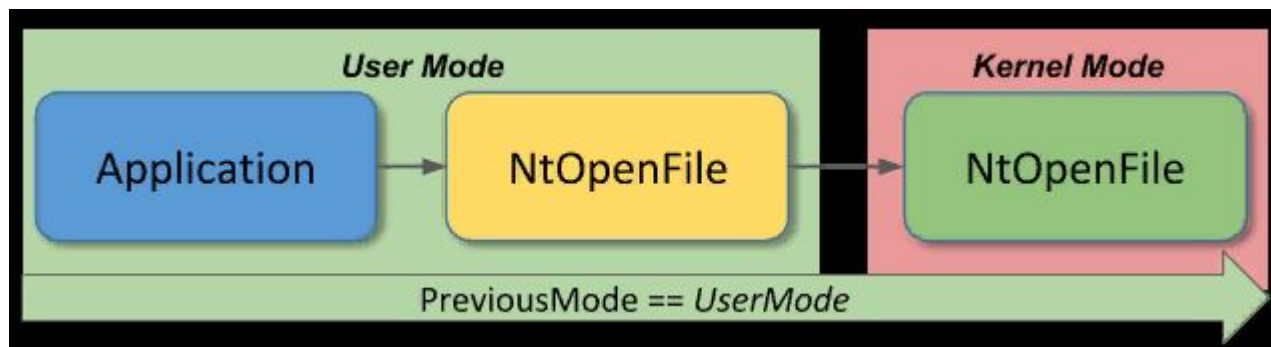 User Mode
Kernel Mode
Application
NtOpenFile
NtOpenFile
PreviousMode == UserMode